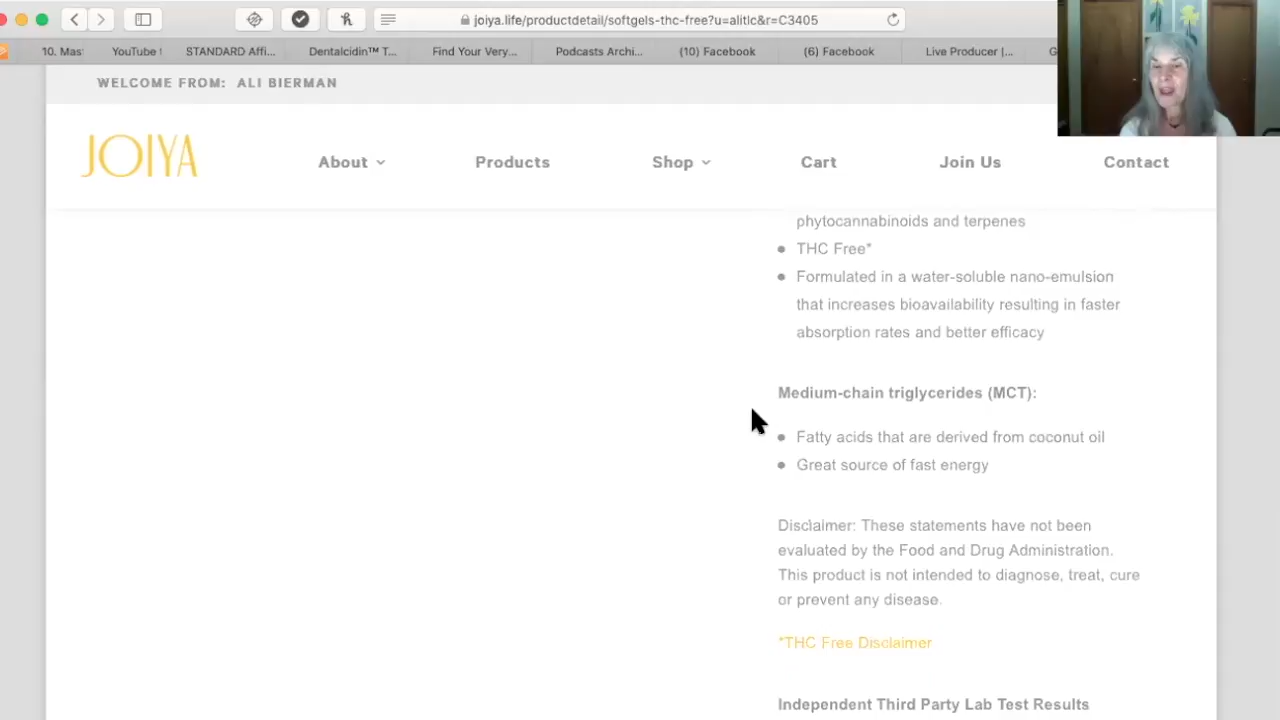 joiya.life/productdetail/softgels-thc-free?u=alitlc&r=C3405
10. Mas
YouTube
STANDARD Affi...
Dentalcidin™ T...
Find Your Very...
Podcasts Archi...
(10) Facebook
(6) Facebook
Live Producer |...
WELCOME FROM: ALI BIERMAN
JOIYA
About
Products
Shop
Cart
Join Us
Contact
phytocannabinoids and terpenes
THC Free*
Formulated in a water-soluble nano-emulsion
that increases bioavailability resulting in faster
absorption rates and better efficacy
Medium-chain triglycerides (MCT):
Fatty acids that are derived from coconut oil
Great source of fast energy
Disclaimer: These statements have not been
evaluated by the Food and Drug Administration.
This product is not intended to diagnose, treat, cure
or prevent any disease.
*THC Free Disclaimer
Independent Third Party Lab Test Results